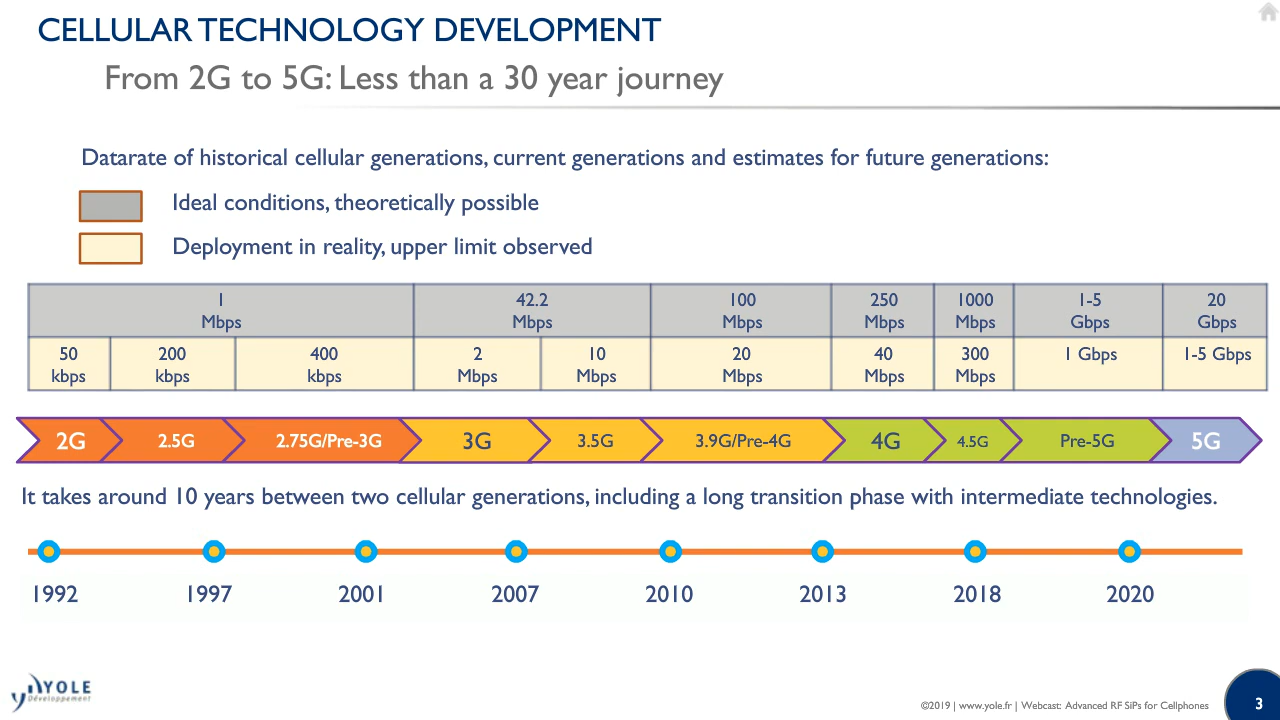 CELLULAR TECHNOLOGY DEVELOPMENT
From 2G to 5G: Less than a 30 year journey
Datarate of historical cellular generations, current generations and estimates for future generations:
Ideal conditions, theoretically possible
Deployment in reality, upper limit observed
1 Mbps 42.2 Mbps 100 Mbps 250 Mbps 1000 Mbps 1-5 Gbps 20 Gbps
50 kbps 200 kbps 400 kbps 2 Mbps 10 Mbps 20 Mbps 40 Mbps 300 Mbps 1 Gbps 1-5 Gbps
2G 2.5G 2.75G/Pre-3G 3G 3.5G 3.9G/Pre-4G 4G 4.5G Pre-5G 5G
It takes around 10 years between two cellular generations, including a long transition phase with intermediate technologies.
1992 1997 2001 2007 2010 2013 2018 2020
YOLE
Développement
©2019 | www.yole.fr | Webcast: Advanced RF SiPs for Cellphones
3